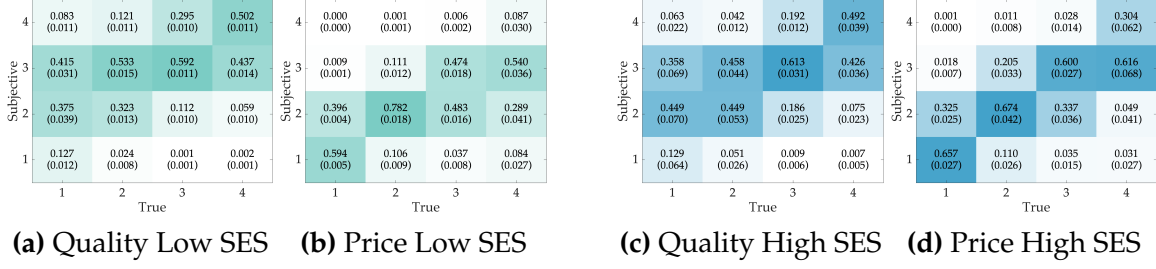 4 0.083 0.121 0.295 0.502
(0.011) (0.011) (0.010) (0.011)
3 0.415 0.533 0.592 0.437
(0.031) (0.015) (0.011) (0.014)
2 0.375 0.323 0.112 0.059
(0.039) (0.013) (0.010) (0.010)
1 0.127 0.024 0.001 0.002
(0.012) (0.008) (0.001) (0.001)
Subjective
1 2 3 4
True
(a) Quality Low SES
4 0.000 0.001 0.006 0.087
(0.000) (0.001) (0.002) (0.030)
3 0.009 0.111 0.474 0.540
(0.001) (0.012) (0.018) (0.036)
2 0.396 0.782 0.483 0.289
(0.004) (0.018) (0.016) (0.041)
1 0.594 0.106 0.037 0.084
(0.005) (0.009) (0.008) (0.027)
Subjective
1 2 3 4
True
(b) Price Low SES
4 0.063 0.042 0.192 0.492
(0.022) (0.012) (0.012) (0.039)
3 0.358 0.458 0.613 0.426
(0.069) (0.044) (0.031) (0.036)
2 0.449 0.449 0.186 0.075
(0.070) (0.053) (0.025) (0.023)
1 0.129 0.051 0.009 0.007
(0.064) (0.026) (0.006) (0.005)
Subjective
1 2 3 4
True
(c) Quality High SES
4 0.001 0.011 0.028 0.304
(0.000) (0.008) (0.014) (0.062)
3 0.018 0.205 0.600 0.616
(0.007) (0.033) (0.027) (0.068)
2 0.325 0.674 0.337 0.049
(0.025) (0.042) (0.036) (0.041)
1 0.657 0.110 0.035 0.031
(0.027) (0.026) (0.015) (0.027)
Subjective
1 2 3 4
True
(d) Price High SES